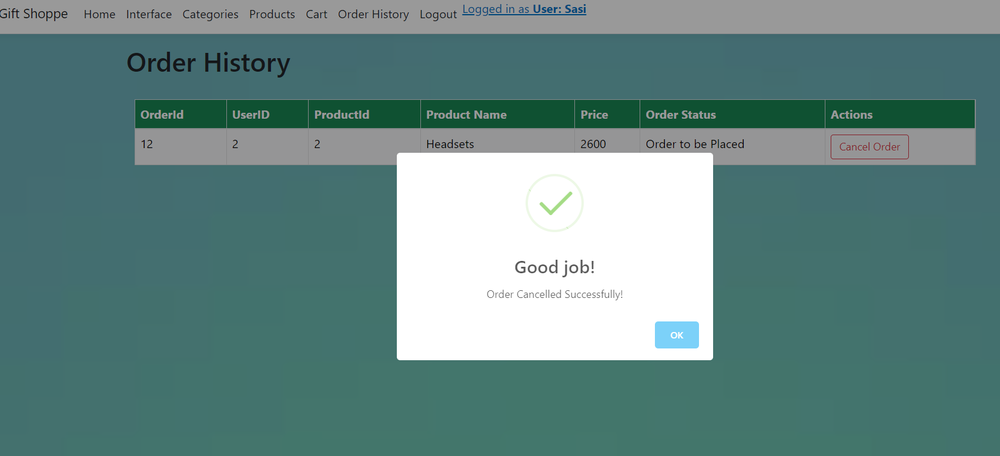 Gift Shoppe Home Interface Categories Products Cart Order History Logout Logged in as User: Sasi
Order History
OrderId UserID ProductId Product Name Price Order Status Actions
12 2 2 Headsets 2600 Order to be Placed Cancel Order
Good job!
Order Cancelled Successfully!
OK